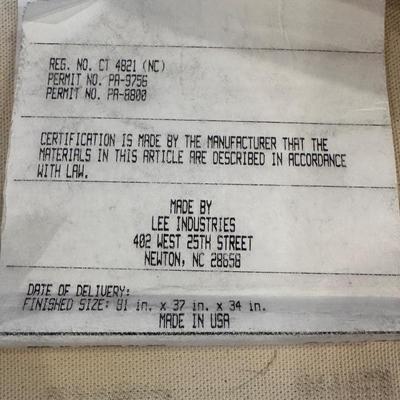 REG. NO. CT 4821 (NC)
PERMIT NO. PA-9756
PERMIT NO. PA-8800
CERTIFICATION IS MADE BY THE MANUFACTURER THAT THE
MATERIALS IN THIS ARTICLE ARE DESCRIBED IN ACCORDANCE
WITH LAW.
MADE BY
LEE INDUSTRIES
402 WEST 25TH STREET
NEWTON, NC 28658
DATE OF DELIVERY:
FINISHED SIZE: 81 in. x 37 in. x 34 in.
MADE IN USA